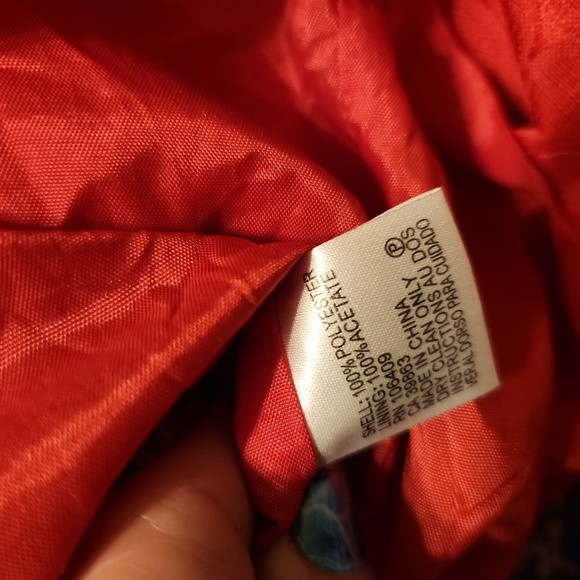 SHELL: 100% POLYESTER
LINING: 100% ACETATE
RN 106409
CA 39863
MADE IN CHINA
DRY CLEAN ONLY Ⓟ
INSTRUCTIONS AU DOS
VEA AL DORSO PARA CUIDADO